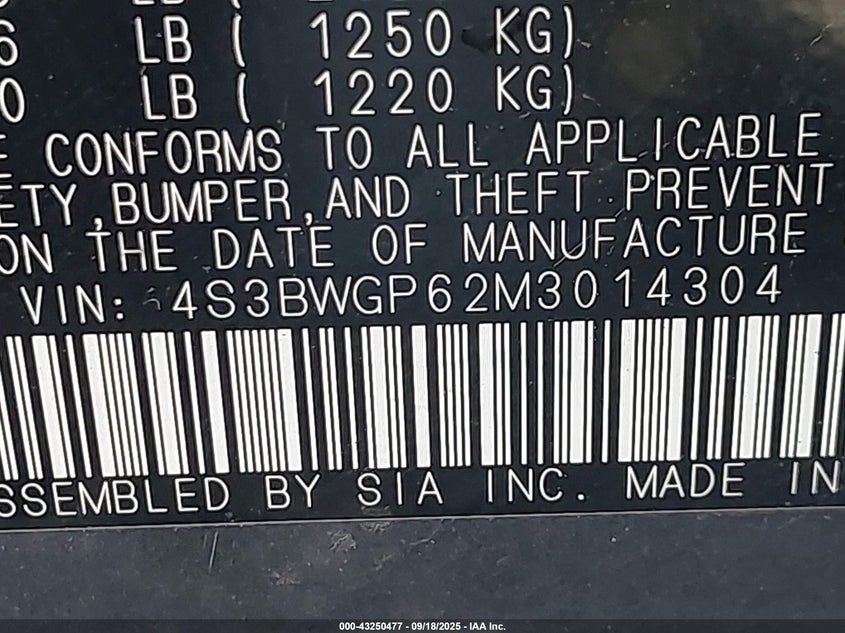 6 LB ( 1250 KG)
0 LB ( 1220 KG)
E CONFORMS TO ALL APPLICABLE
ETY,BUMPER,AND THEFT PREVENT
ON THE DATE OF MANUFACTURE
VIN: 4S3BWGP62M3014304
SSEMBLED BY SIA INC. MADE IN
000-43250477 - 09/18/2025 - IAA Inc.